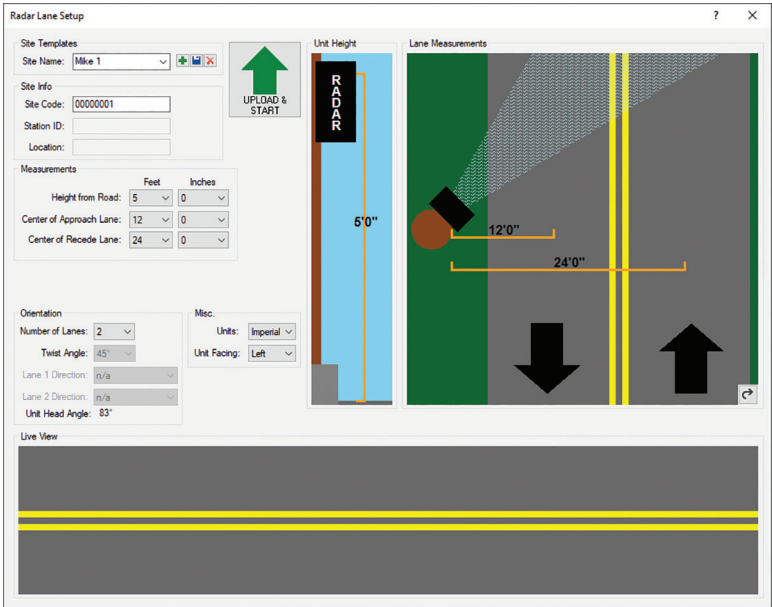 Radar Lane Setup
? X
Site Templates
Site Name: Mike 1
UPLOAD &
START
Site Info
Site Code: 00000001
Station ID:
Location:
Measurements
Feet Inches
Height from Road: 5 0
Center of Approach Lane: 12 0
Center of Recede Lane: 24 0
Orientation
Number of Lanes: 2
Twist Angle: 45°
Lane 1 Direction: n/a
Lane 2 Direction: n/a
Unit Head Angle: 83°
Misc.
Units: Imperial
Unit Facing: Left
Unit Height
R
A
D
A
R
5'0"
Lane Measurements
12'0"
24'0"
Live View